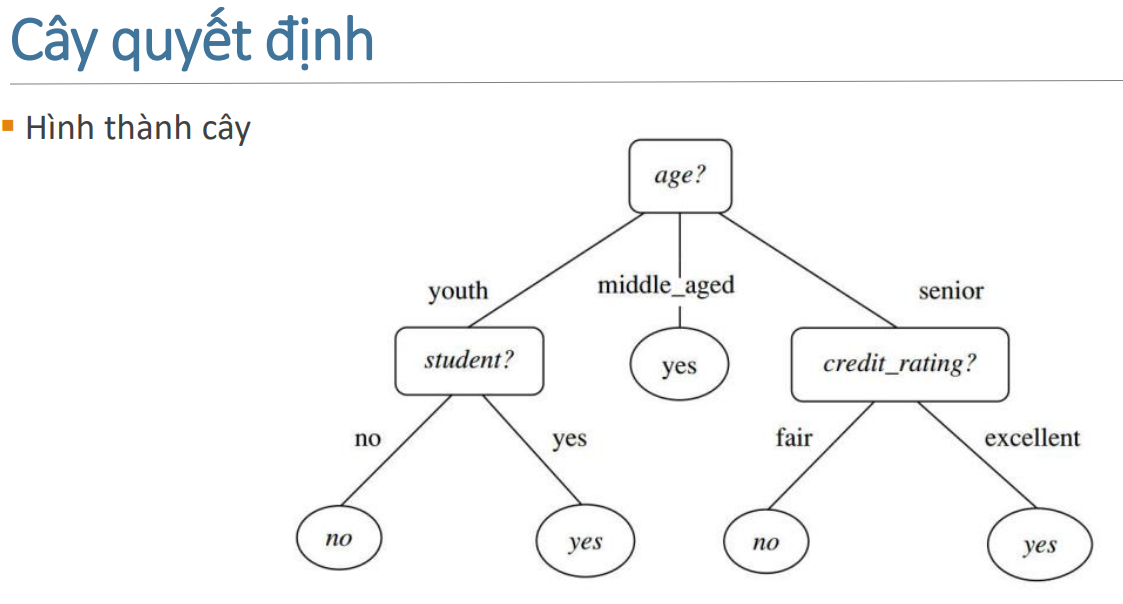 Cây quyết định
Hình thành cây
age?
youth
middle_aged
senior
student?
yes
credit_rating?
no
yes
fair
excellent
no
yes
no
yes